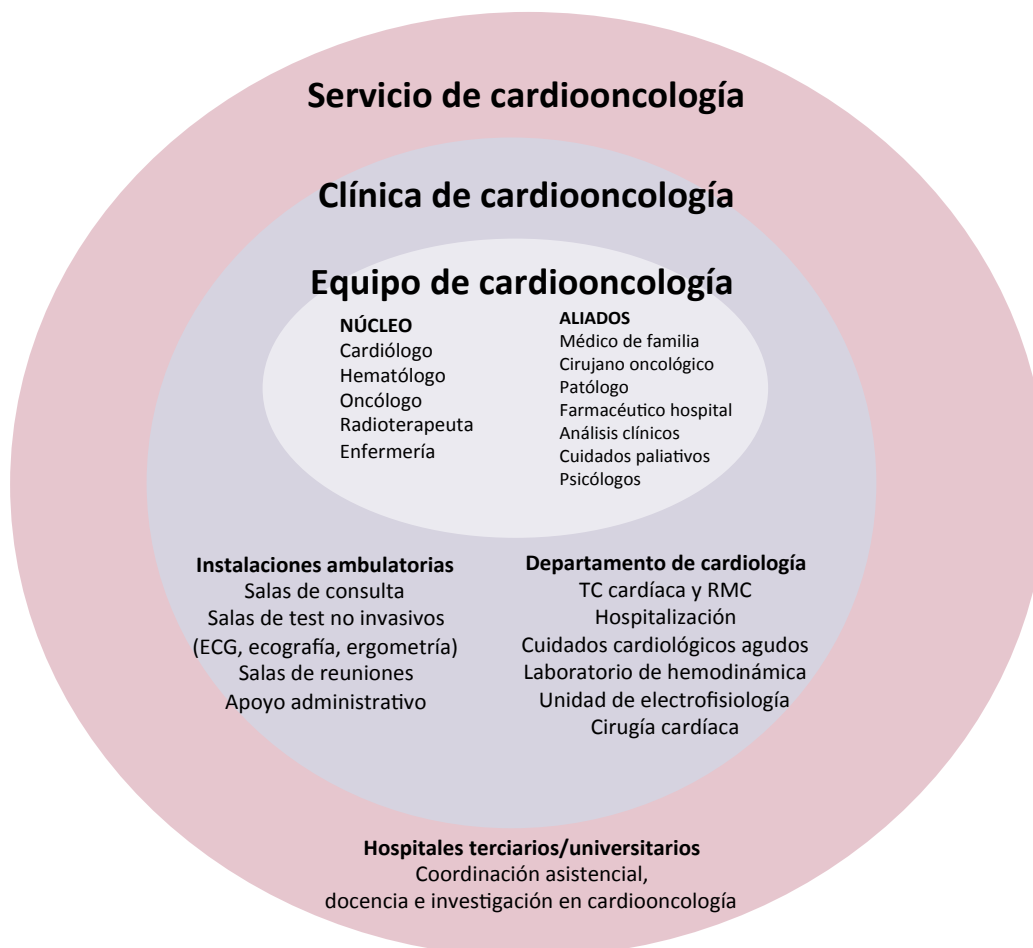 Servicio de cardiooncología
Clínica de cardiooncología
Equipo de cardiooncología
NÚCLEO
Cardiólogo
Hematólogo
Oncólogo
Radioterapeuta
Enfermería
ALIADOS
Médico de familia
Cirujano oncológico
Patólogo
Farmacéutico hospital
Análisis clínicos
Cuidados paliativos
Psicólogos
Instalaciones ambulatorias
Salas de consulta
Salas de test no invasivos
(ECG, ecografía, ergometría)
Salas de reuniones
Apoyo administrativo
Departamento de cardiología
TC cardíaca y RMC
Hospitalización
Cuidados cardiológicos agudos
Laboratorio de hemodinámica
Unidad de electrofisiología
Cirugía cardíaca
Hospitales terciarios/universitarios
Coordinación asistencial,
docencia e investigación en cardiooncología